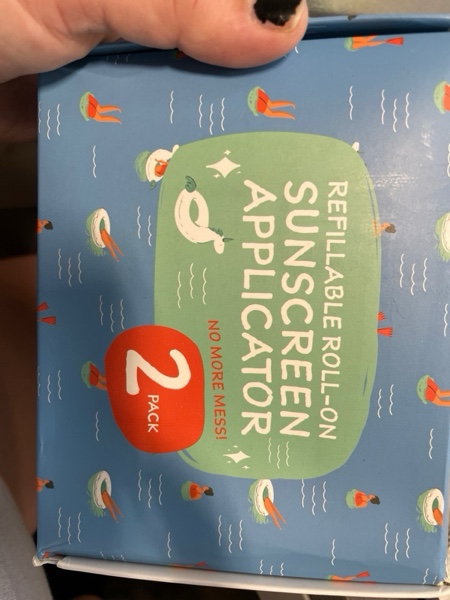 REFILLABLE ROLL-ON
SUNSCREEN
APPLICATOR
NO MORE MESS!
2
PACK